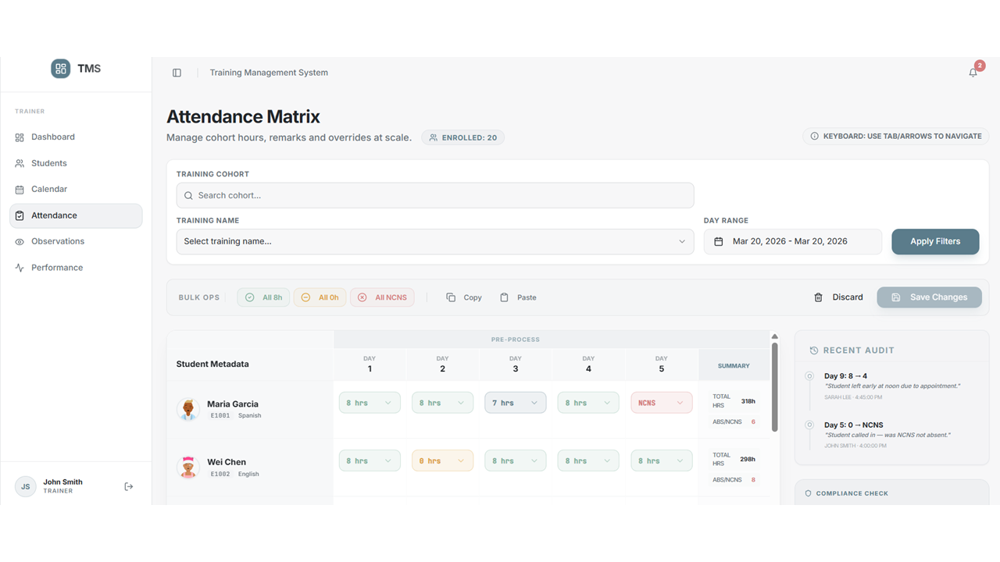 TMS
Training Management System
2
TRAINER
Dashboard
Students
Calendar
Attendance
Observations
Performance
JS
John Smith
TRAINER
Attendance Matrix
Manage cohort hours, remarks and overrides at scale.
ENROLLED: 20
KEYBOARD: USE TAB/ARROWS TO NAVIGATE
TRAINING COHORT
Search cohort...
TRAINING NAME
Select training name...
DAY RANGE
Mar 20, 2026 - Mar 20, 2026
Apply Filters
BULK OPS
All 8h
All 0h
All NCNS
Copy
Paste
Discard
Save Changes
PRE-PROCESS
Student Metadata
DAY
1
DAY
2
DAY
3
DAY
4
DAY
5
SUMMARY
Maria Garcia
E1001 Spanish
8 hrs
8 hrs
7 hrs
8 hrs
NCNS
TOTAL
HRS
318h
ABS/NCNS 6
Wei Chen
E1002 English
8 hrs
0 hrs
8 hrs
8 hrs
8 hrs
TOTAL
HRS
298h
ABS/NCNS 8
RECENT AUDIT
Day 9: 8 → 4
"Student left early at noon due to appointment."
SARAH LEE · 4:45:00 PM
Day 5: 0 → NCNS
"Student called in — was NCNS not absent."
JOHN SMITH · 4:00:00 PM
COMPLIANCE CHECK